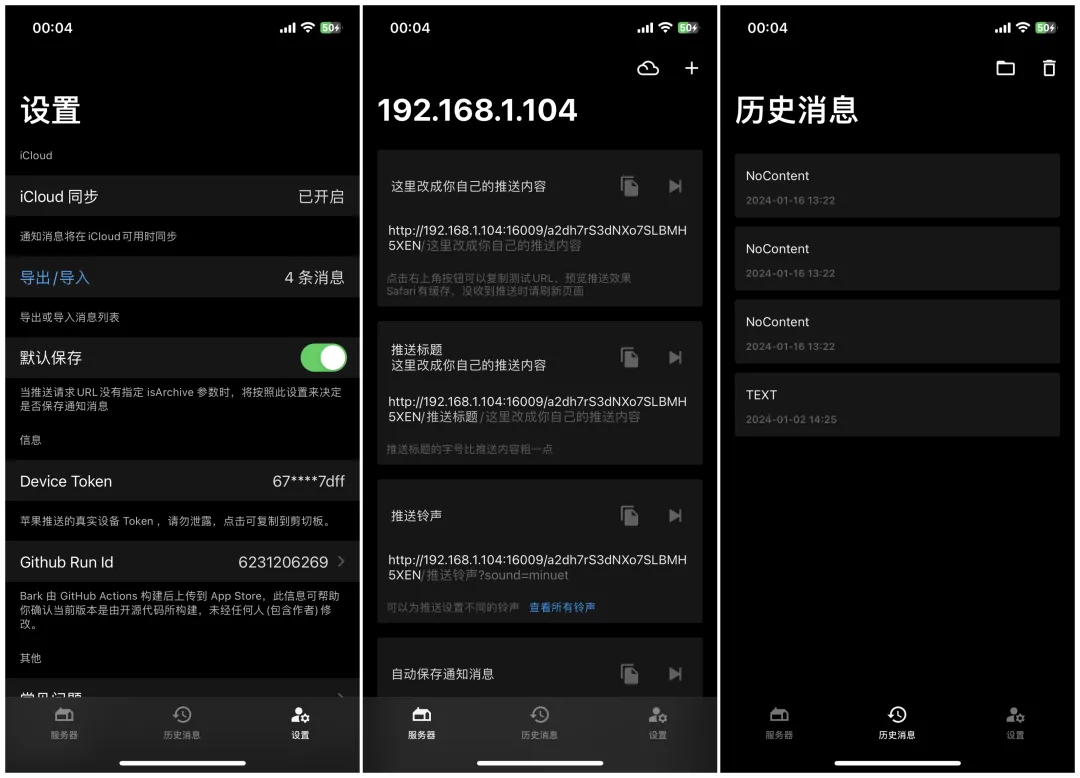 00:04
50
设置
iCloud
iCloud 同步
已开启
通知消息将在 iCloud 可用时同步
导出/导入
4 条消息
导出或导入消息列表
默认保存
当推送请求 URL 没有指定 isArchive 参数时，将按照此设置来决定
是否保存通知消息
信息
Device Token
67****7dff
苹果推送的真实设备 Token ，请勿泄露，点击可复制到剪切板。
Github Run Id
6231206269
Bark 由 GitHub Actions 构建后上传到 App Store，此信息可帮助
你确认当前版本是由开源代码所构建，未经任何人 (包含作者) 修
改。
其他
常见问题
服务器
历史消息
设置
00:04
50
192.168.1.104
这里改成你自己的推送内容
http://192.168.1.104:16009/a2dh7rS3dNXo7SLBMH
5XEN/这里改成你自己的推送内容
点击右上角按钮可以复制测试URL、预览推送效果
Safari有缓存，没收到推送时请刷新页面
推送标题
这里改成你自己的推送内容
http://192.168.1.104:16009/a2dh7rS3dNXo7SLBMH
5XEN/推送标题/这里改成你自己的推送内容
推送标题的字号比推送内容粗一点
推送铃声
http://192.168.1.104:16009/a2dh7rS3dNXo7SLBMH
5XEN/推送铃声?sound=minuet
可以为推送设置不同的铃声 查看所有铃声
自动保存通知消息
服务器
历史消息
设置
00:04
50
历史消息
NoContent
2024-01-16 13:22
NoContent
2024-01-16 13:22
NoContent
2024-01-16 13:22
TEXT
2024-01-02 14:25
服务器
历史消息
设置